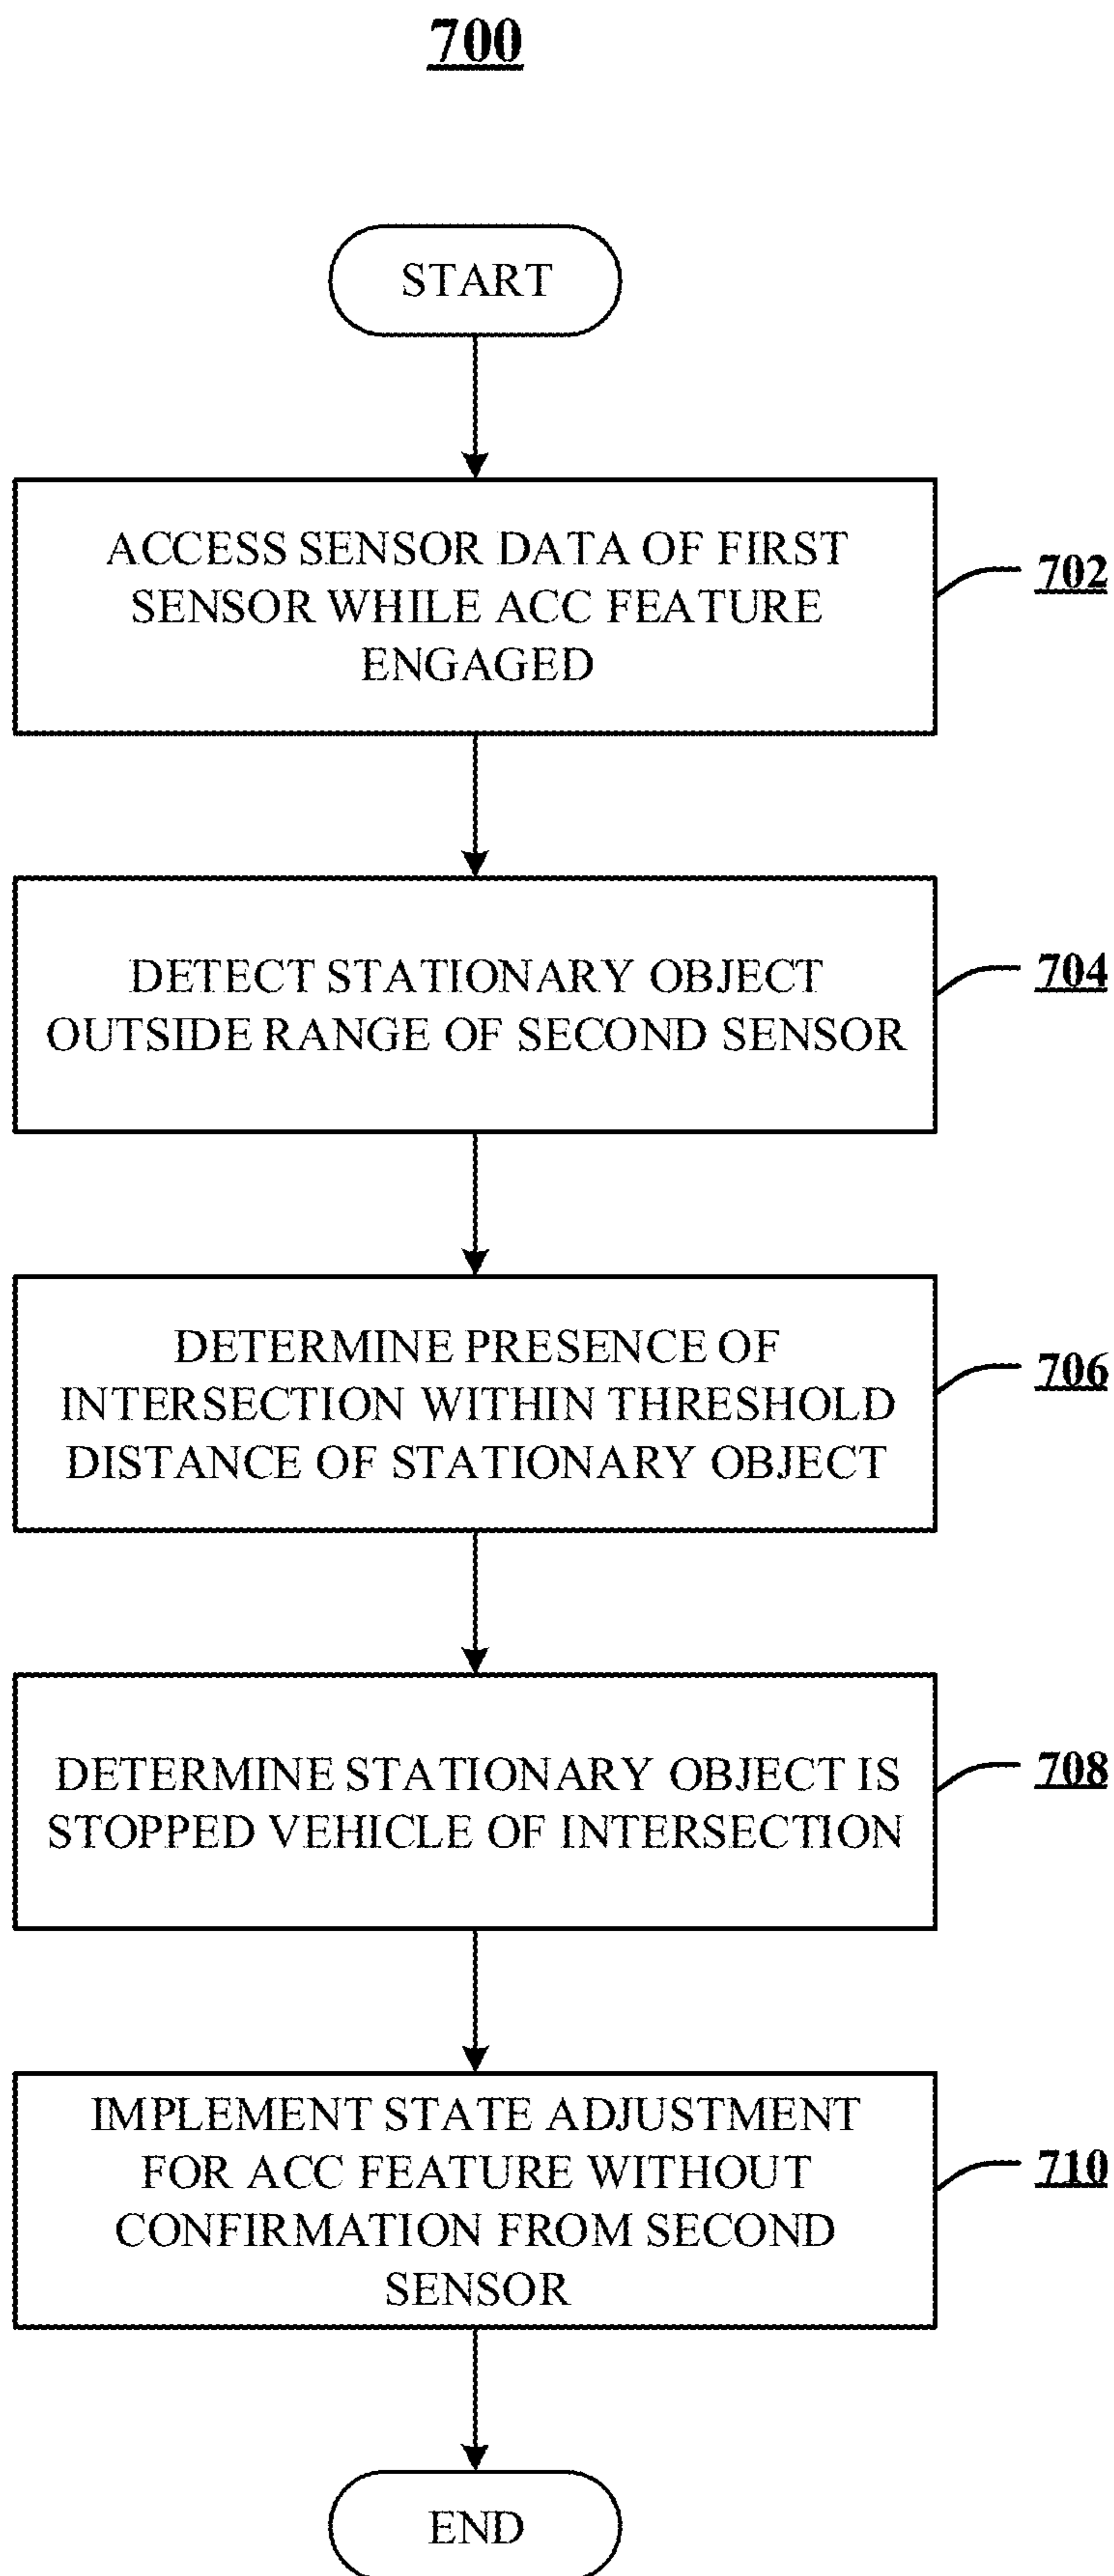 700
START
ACCESS SENSOR DATA OF FIRST
SENSOR WHILE ACC FEATURE
ENGAGED
702
DETECT STATIONARY OBJECT
OUTSIDE RANGE OF SECOND SENSOR
704
DETERMINE PRESENCE OF
INTERSECTION WITHIN THRESHOLD
DISTANCE OF STATIONARY OBJECT
706
DETERMINE STATIONARY OBJECT IS
STOPPED VEHICLE OF INTERSECTION
708
IMPLEMENT STATE ADJUSTMENT
FOR ACC FEATURE WITHOUT
CONFIRMATION FROM SECOND
SENSOR
710
END